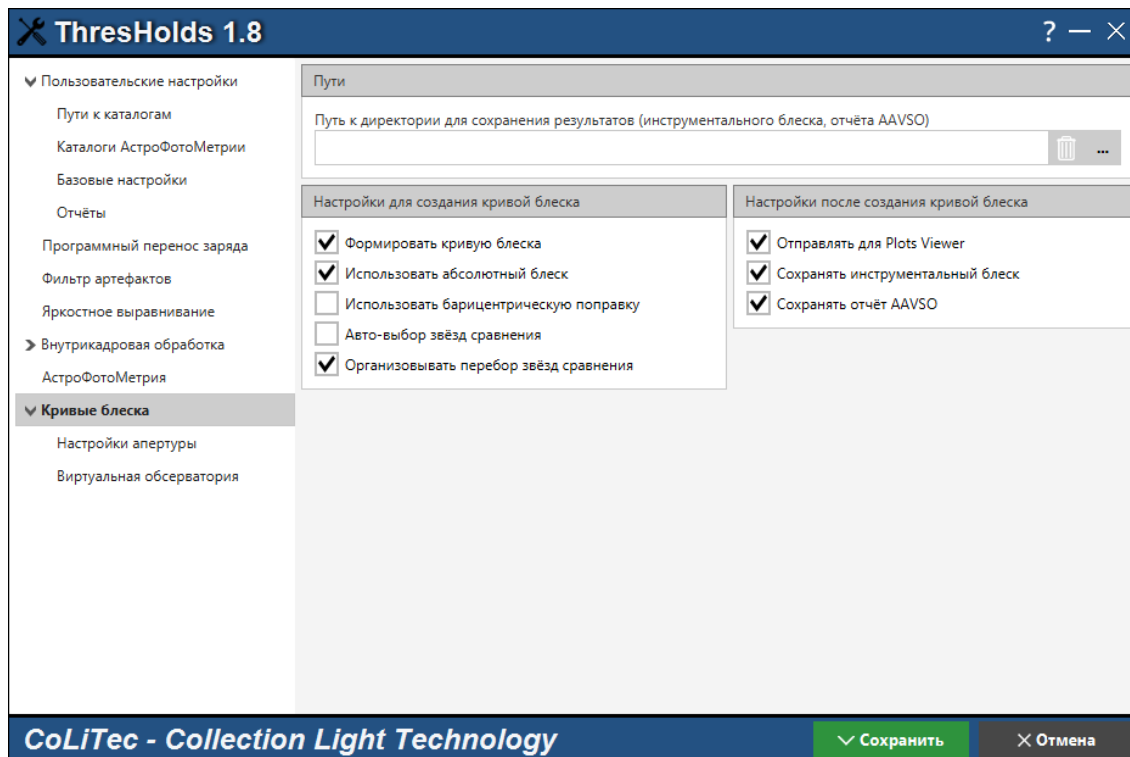 ThresHolds 1.8
?
Пользовательские настройки
Пути к каталогам
Каталоги АстроФотоМетрии
Базовые настройки
Отчёты
Программный перенос заряда
Фильтр артефактов
Яркостное выравнивание
Внутрикадровая обработка
АстроФотоМетрия
Кривые блеска
Настройки апертуры
Виртуальная обсерватория
Пути
Путь к директории для сохранения результатов (инструментального блеска, отчёта AAVSO)
...
Настройки для создания кривой блеска
Формировать кривую блеска
Использовать абсолютный блеск
Использовать барицентрическую поправку
Авто-выбор звёзд сравнения
Организовывать перебор звёзд сравнения
Настройки после создания кривой блеска
Отправлять для Plots Viewer
Сохранять инструментальный блеск
Сохранять отчёт AAVSO
CoLiTec - Collection Light Technology
Сохранить
Отмена